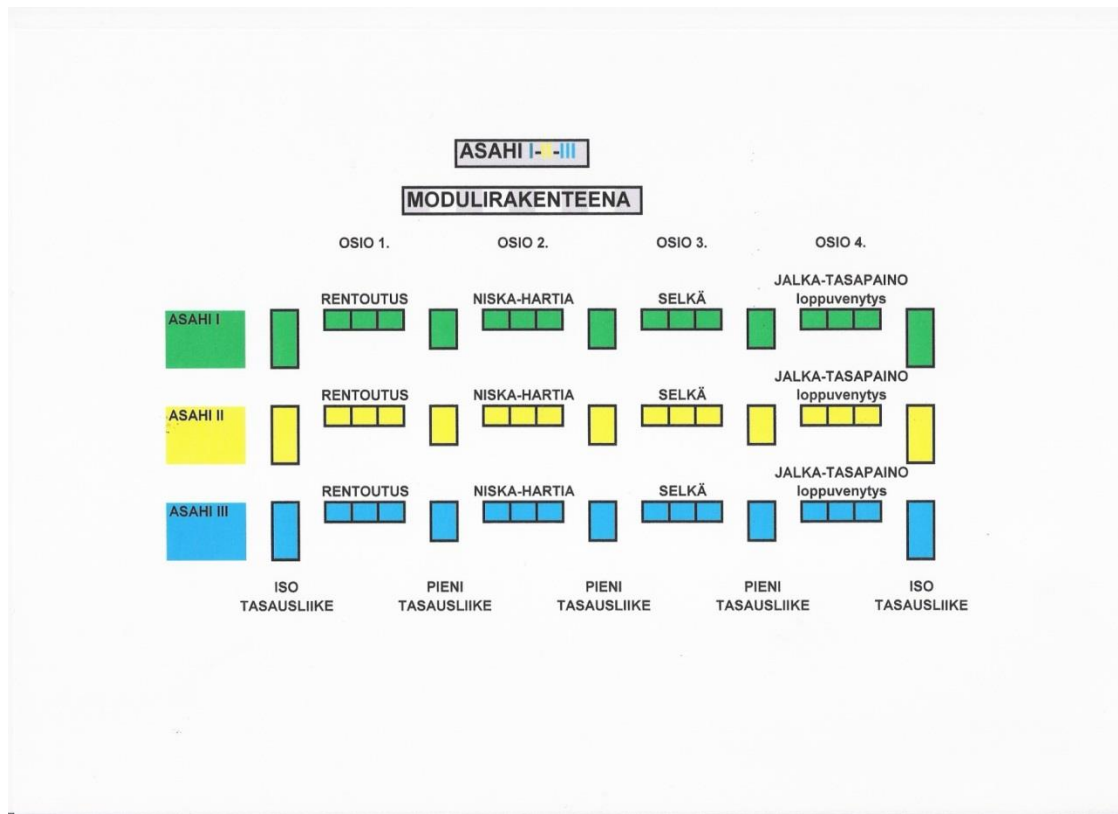 ASAHI I-II-III
MODULIRAKENTEENA
OSIO 1. OSIO 2. OSIO 3. OSIO 4.
JALKA-TASAPAINO
RENTOUTUS NISKA-HARTIA SELKÄ loppuvenytys
ASAHI I
JALKA-TASAPAINO
RENTOUTUS NISKA-HARTIA SELKÄ loppuvenytys
ASAHI II
JALKA-TASAPAINO
RENTOUTUS NISKA-HARTIA SELKÄ loppuvenytys
ASAHI III
ISO PIENI PIENI PIENI ISO
TASAUSLIIKE TASAUSLIIKE TASAUSLIIKE TASAUSLIIKE TASAUSLIIKE